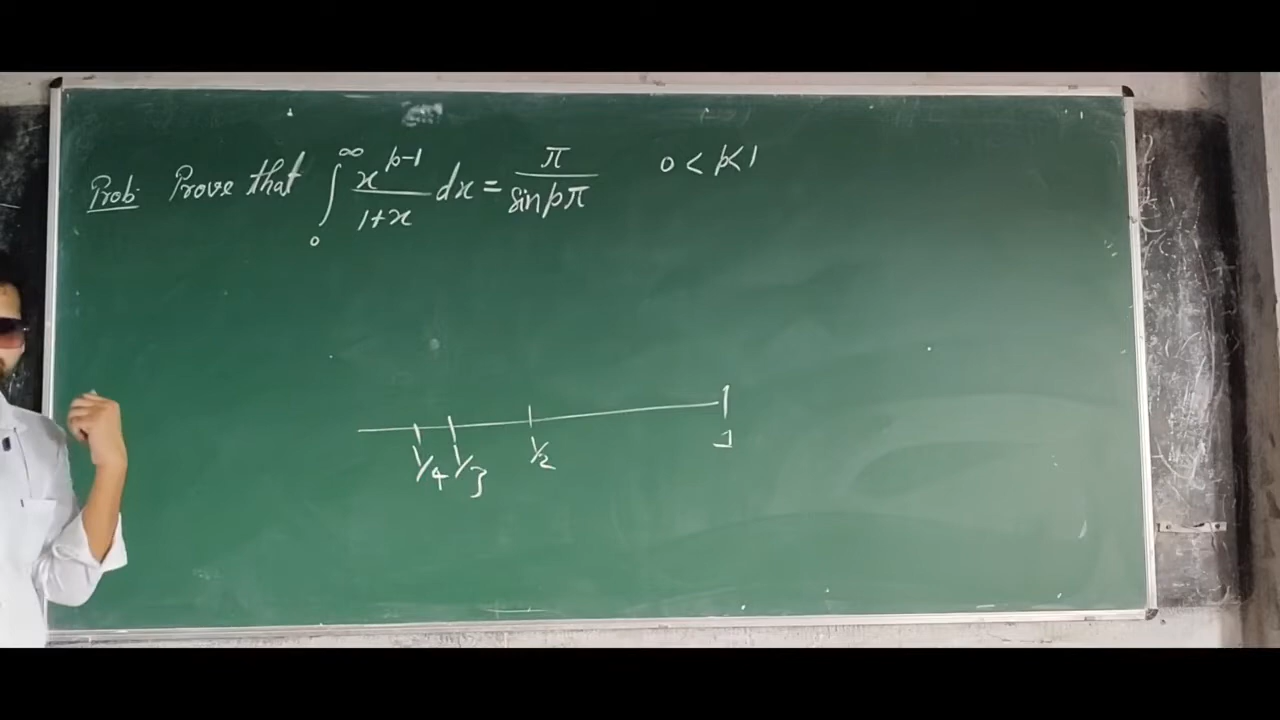 Prob: Prove that ∫₀^∞ x^(p-1)/(1+x) dx = π/(sin pπ) 0 < p < 1
1/4 1/3 1/2 1